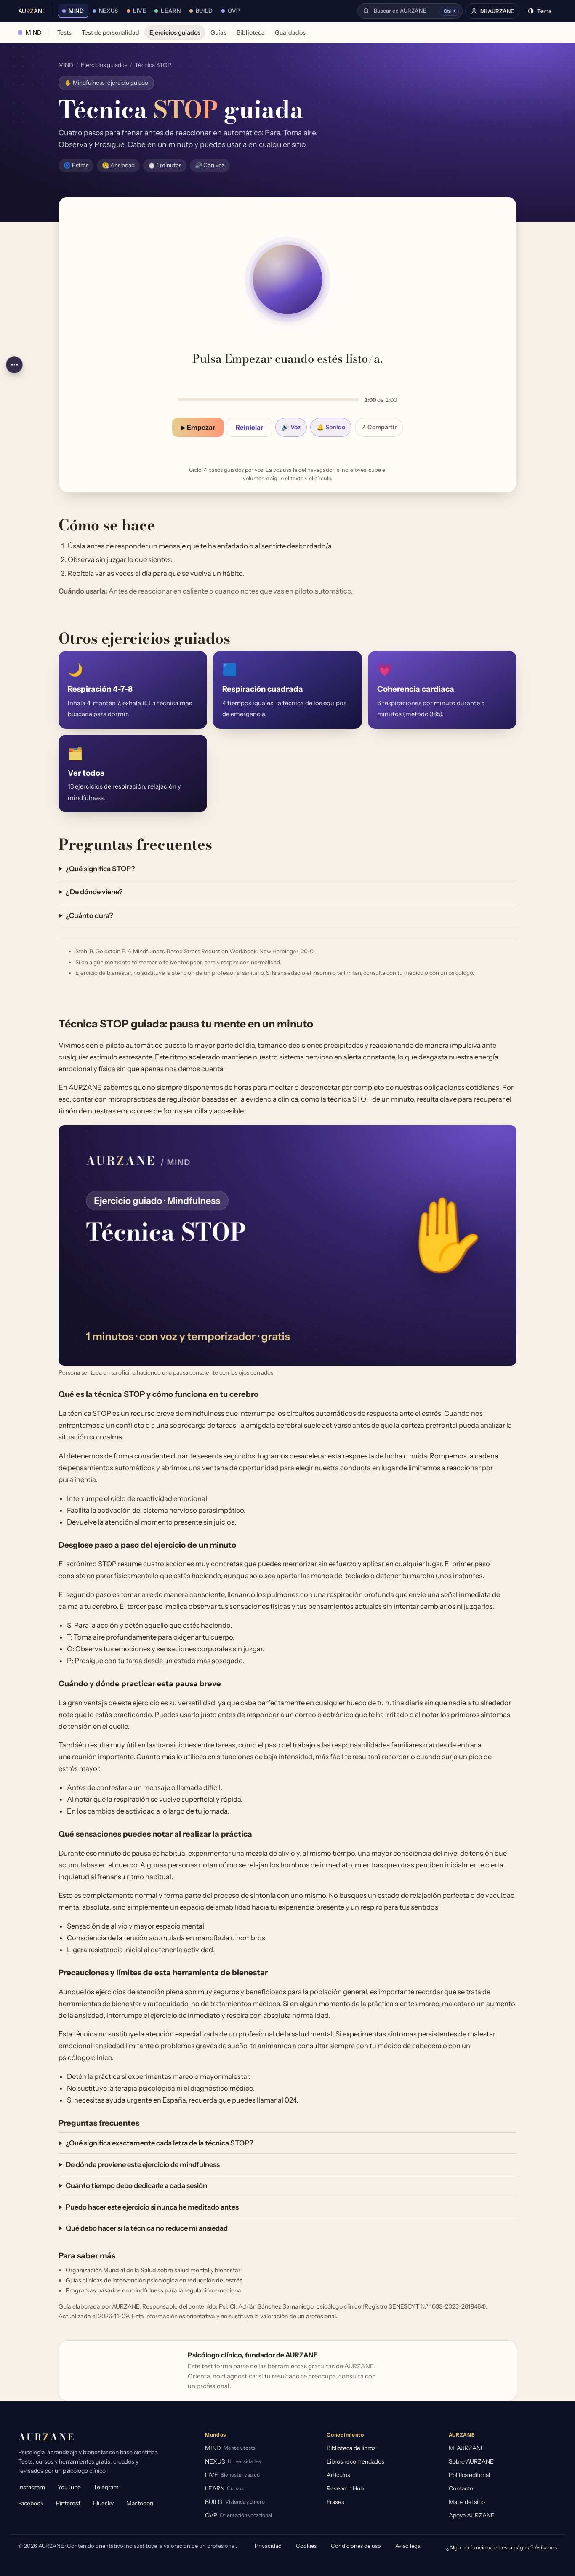 AURZANE
MIND
NEXUS
LIVE
LEARN
BUILD
OVP
Buscar en AURZANE
Ctrl K
Mi AURZANE
Tema
MIND
Tests
Test de personalidad
Ejercicios guiados
Guías
Biblioteca
Guardados
MIND / Ejercicios guiados / Técnica STOP
✋ Mindfulness · ejercicio guiado
Técnica STOP guiada
Cuatro pasos para frenar antes de reaccionar en automático: Para, Toma aire,
Observa y Prosigue. Cabe en un minuto y puedes usarla en cualquier sitio.
Estrés
Ansiedad
1 minutos
Con voz
Pulsa Empezar cuando estés listo/a.
1:00 de 1:00
▶ Empezar
Reiniciar
Voz
Sonido
↗ Compartir
Ciclo: 4 pasos guiados por voz. La voz usa la del navegador; si no la oyes, sube el
volumen o sigue el texto y el círculo.
Cómo se hace
1. Úsala antes de responder un mensaje que te ha enfadado o al sentirte desbordado/a.
2. Observa sin juzgar lo que sientes.
3. Repítela varias veces al día para que se vuelva un hábito.
Cuándo usarla: Antes de reaccionar en caliente o cuando notes que vas en piloto automático.
Otros ejercicios guiados
Respiración 4-7-8
Inhala 4, mantén 7, exhala 8. La técnica más
buscada para dormir.
Respiración cuadrada
4 tiempos iguales: la técnica de los equipos
de emergencia.
Coherencia cardiaca
6 respiraciones por minuto durante 5
minutos (método 365).
Ver todos
13 ejercicios de respiración, relajación y
mindfulness.
Preguntas frecuentes
▶ ¿Qué significa STOP?
▶ ¿De dónde viene?
▶ ¿Cuánto dura?
• Stahl B, Goldstein E. A Mindfulness-Based Stress Reduction Workbook. New Harbinger; 2010.
• Si en algún momento te mareas o te sientes peor, para y respira con normalidad.
• Ejercicio de bienestar, no sustituye la atención de un profesional sanitario. Si la ansiedad o el insomnio te limitan, consulta con tu médico o con un psicólogo.
Técnica STOP guiada: pausa tu mente en un minuto
Vivimos con el piloto automático puesto la mayor parte del día, tomando decisiones precipitadas y reaccionando de manera impulsiva ante
cualquier estímulo estresante. Este ritmo acelerado mantiene nuestro sistema nervioso en alerta constante, lo que desgasta nuestra energía
emocional y física sin que apenas nos demos cuenta.
En AURZANE sabemos que no siempre disponemos de horas para meditar o desconectar por completo de nuestras obligaciones cotidianas. Por
eso, contar con microprácticas de regulación basadas en la evidencia clínica, como la técnica STOP de un minuto, resulta clave para recuperar el
timón de nuestras emociones de forma sencilla y accesible.
AURZANE / MIND
Ejercicio guiado · Mindfulness
Técnica STOP
1 minutos · con voz y temporizador · gratis
Persona sentada en su oficina haciendo una pausa consciente con los ojos cerrados
Qué es la técnica STOP y cómo funciona en tu cerebro
La técnica STOP es un recurso breve de mindfulness que interrumpe los circuitos automáticos de respuesta ante el estrés. Cuando nos
enfrentamos a un conflicto o a una sobrecarga de tareas, la amígdala cerebral suele activarse antes de que la corteza prefrontal pueda analizar la
situación con calma.
Al detenernos de forma consciente durante sesenta segundos, logramos desacelerar esta respuesta de lucha o huida. Rompemos la cadena
de pensamientos automáticos y abrimos una ventana de oportunidad para elegir nuestra conducta en lugar de limitarnos a reaccionar por
pura inercia.
• Interrumpe el ciclo de reactividad emocional.
• Facilita la activación del sistema nervioso parasimpático.
• Devuelve la atención al momento presente sin juicios.
Desglose paso a paso del ejercicio de un minuto
El acrónimo STOP resume cuatro acciones muy concretas que puedes memorizar sin esfuerzo y aplicar en cualquier lugar. El primer paso
consiste en parar físicamente lo que estás haciendo, aunque solo sea apartar las manos del teclado o detener tu marcha unos instantes.
El segundo paso es tomar aire de manera consciente, llenando los pulmones con una respiración profunda que envíe una señal inmediata de
calma a tu cerebro. El tercer paso implica observar tus sensaciones físicas y tus pensamientos actuales sin intentar cambiarlos ni juzgarlos.
• S: Para la acción y detén aquello que estés haciendo.
• T: Toma aire profundamente para oxigenar tu cuerpo.
• O: Observa tus emociones y sensaciones corporales sin juzgar.
• P: Prosigue con tu tarea desde un estado más sosegado.
Cuándo y dónde practicar esta pausa breve
La gran ventaja de este ejercicio es su versatilidad, ya que cabe perfectamente en cualquier hueco de tu rutina diaria sin que nadie a tu alrededor
note que lo estás practicando. Puedes usarlo justo antes de responder a un correo electrónico que te ha irritado o al notar los primeros síntomas
de tensión en el cuello.
También resulta muy útil en las transiciones entre tareas, como el paso del trabajo a las responsabilidades familiares o antes de entrar a
una reunión importante. Cuanto más lo utilices en situaciones de baja intensidad, más fácil te resultará recordarlo cuando surja un pico de
estrés mayor.
• Antes de contestar a un mensaje o llamada difícil.
• Al notar que la respiración se vuelve superficial y rápida.
• En los cambios de actividad a lo largo de tu jornada.
Qué sensaciones puedes notar al realizar la práctica
Durante ese minuto de pausa es habitual experimentar una mezcla de alivio y, al mismo tiempo, una mayor consciencia del nivel de tensión que
acumulabas en el cuerpo. Algunas personas notan cómo se relajan los hombros de inmediato, mientras que otras perciben inicialmente cierta
inquietud al frenar su ritmo habitual.
Esto es completamente normal y forma parte del proceso de sintonía con uno mismo. No busques un estado de relajación perfecta o de vacuidad
mental absoluta, sino simplemente un espacio de amabilidad hacia tu experiencia presente y un respiro para tus sentidos.
• Sensación de alivio y mayor espacio mental.
• Consciencia de la tensión acumulada en mandíbula u hombros.
• Ligera resistencia inicial al detener la actividad.
Precauciones y límites de esta herramienta de bienestar
Aunque los ejercicios de atención plena son muy seguros y beneficiosos para la población general, es importante recordar que se trata de
herramientas de bienestar y autocuidado, no de tratamientos médicos. Si en algún momento de la práctica sientes mareo, malestar o un aumento
de la ansiedad, interrumpe el ejercicio de inmediato y respira con absoluta normalidad.
Esta técnica no sustituye la atención especializada de un profesional de la salud mental. Si experimentas síntomas persistentes de malestar
emocional, ansiedad limitante o problemas graves de sueño, te animamos a consultar siempre con tu médico de cabecera o con un
psicólogo clínico.
• Detén la práctica si experimentas mareo o mayor malestar.
• No sustituye la terapia psicológica ni el diagnóstico médico.
• Si necesitas ayuda urgente en España, recuerda que puedes llamar al 024.
Preguntas frecuentes
▶ ¿Qué significa exactamente cada letra de la técnica STOP?
▶ De dónde proviene este ejercicio de mindfulness
▶ Cuánto tiempo debo dedicarle a cada sesión
▶ Puedo hacer este ejercicio si nunca he meditado antes
▶ Qué debo hacer si la técnica no reduce mi ansiedad
Para saber más
• Organización Mundial de la Salud sobre salud mental y bienestar
• Guías clínicas de intervención psicológica en reducción del estrés
• Programas basados en mindfulness para la regulación emocional
Guía elaborada por AURZANE. Responsable del contenido: Psi. Cl. Adrián Sánchez Samaniego, psicólogo clínico (Registro SENESCYT N.º 1033-2023-2618464).
Actualizada el 2026-11-09. Esta información es orientativa y no sustituye la valoración de un profesional.
Psicólogo clínico, fundador de AURZANE
Este test forma parte de las herramientas gratuitas de AURZANE.
Orienta, no diagnostica: si tu resultado te preocupa, consulta con
un profesional.
AURZANE
Psicología, aprendizaje y bienestar con base científica.
Tests, cursos y herramientas gratis, creados y
revisados por un psicólogo clínico.
Instagram
YouTube
Telegram
Facebook
Pinterest
Bluesky
Mastodon
Mundos
MIND Mente y tests
NEXUS Universidades
LIVE Bienestar y salud
LEARN Cursos
BUILD Vivienda y dinero
OVP Orientación vocacional
Conocimiento
Biblioteca de libros
Libros recomendados
Artículos
Research Hub
Frases
AURZANE
Mi AURZANE
Sobre AURZANE
Política editorial
Contacto
Mapa del sitio
Apoya AURZANE
© 2026 AURZANE · Contenido orientativo: no sustituye la valoración de un profesional.
Privacidad
Cookies
Condiciones de uso
Aviso legal
¿Algo no funciona en esta página? Avísanos